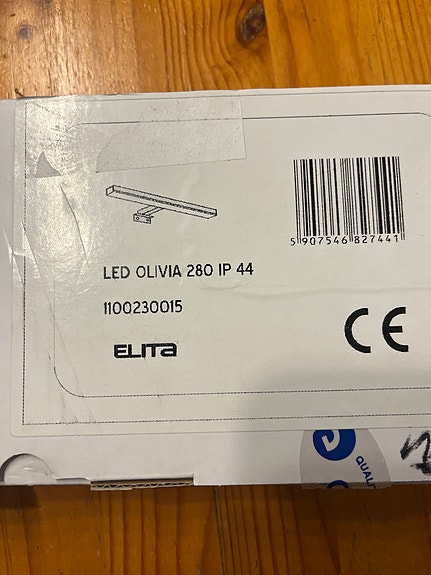 5 907546 827441
LED OLIVIA 280 IP 44
1100230015
CE
ELITA